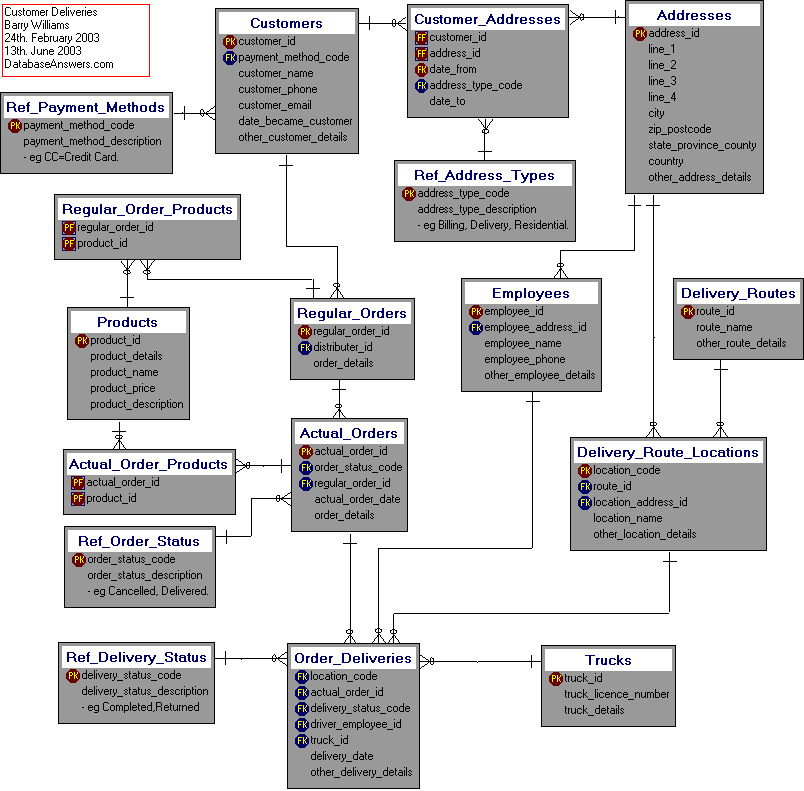 Customer Deliveries
Barry Williams
24th. February 2003
13th. June 2003
DatabaseAnswers.com
Customers
PK customer_id
FK payment_method_code
customer_name
customer_phone
customer_email
date_became_customer
other_customer_details
Customer_Addresses
PF customer_id
PF address_id
PK date_from
FK address_type_code
date_to
Addresses
PK address_id
line_1
line_2
line_3
line_4
city
zip_postcode
state_province_county
country
other_address_details
Ref_Payment_Methods
PK payment_method_code
payment_method_description
- eg CC=Credit Card.
Ref_Address_Types
PK address_type_code
address_type_description
- eg Billing, Delivery, Residential.
Regular_Order_Products
PF regular_order_id
PF product_id
Products
PK product_id
product_details
product_name
product_price
product_description
Regular_Orders
PK regular_order_id
FK distributer_id
order_details
Employees
PK employee_id
FK employee_address_id
employee_name
employee_phone
other_employee_details
Delivery_Routes
PK route_id
route_name
other_route_details
Actual_Order_Products
PF actual_order_id
PF product_id
Actual_Orders
PK actual_order_id
FK order_status_code
FK regular_order_id
actual_order_date
order_details
Delivery_Route_Locations
PK location_code
FK route_id
FK location_address_id
location_name
other_location_details
Ref_Order_Status
PK order_status_code
order_status_description
- eg Cancelled, Delivered.
Ref_Delivery_Status
PK delivery_status_code
delivery_status_description
- eg Completed,Returned
Order_Deliveries
FK location_code
FK actual_order_id
FK delivery_status_code
FK driver_employee_id
FK truck_id
delivery_date
other_delivery_details
Trucks
PK truck_id
truck_licence_number
truck_details